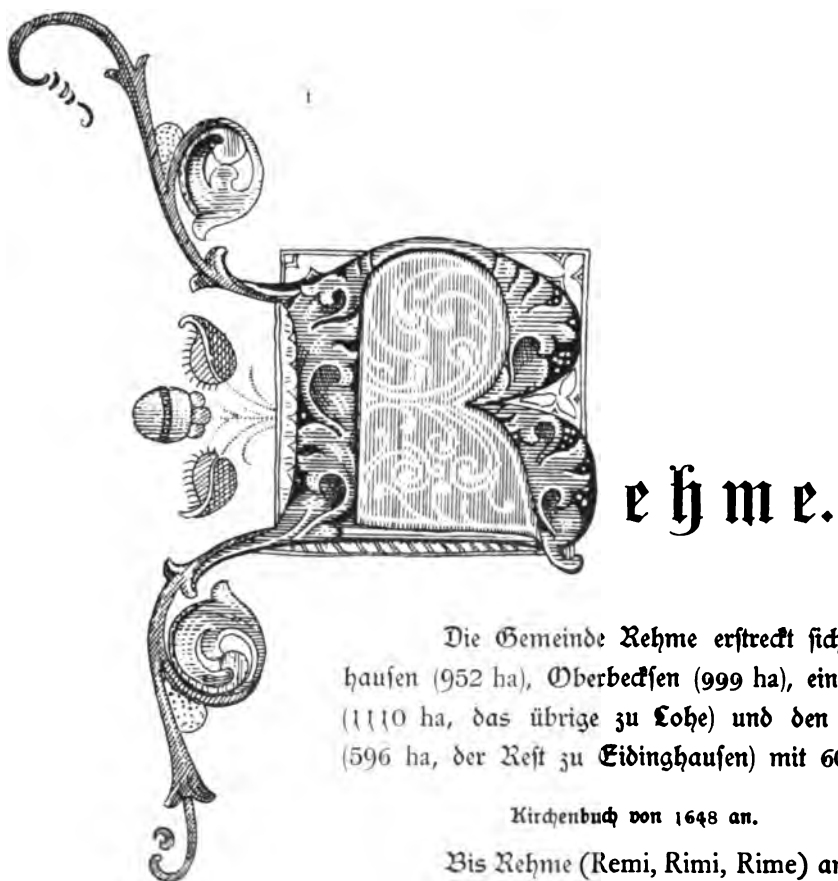 1
Rehme.
Die Gemeinde Rehme erstreckt sich
hausen (952 ha), Oberbecksen (999 ha), ein
(1110 ha, das übrige zu Lohe) und den
(596 ha, der Rest zu Eidinghausen) mit
Kirchenbuch von 1648 an.
Bis Rehme (Remi, Rimi, Rime) an